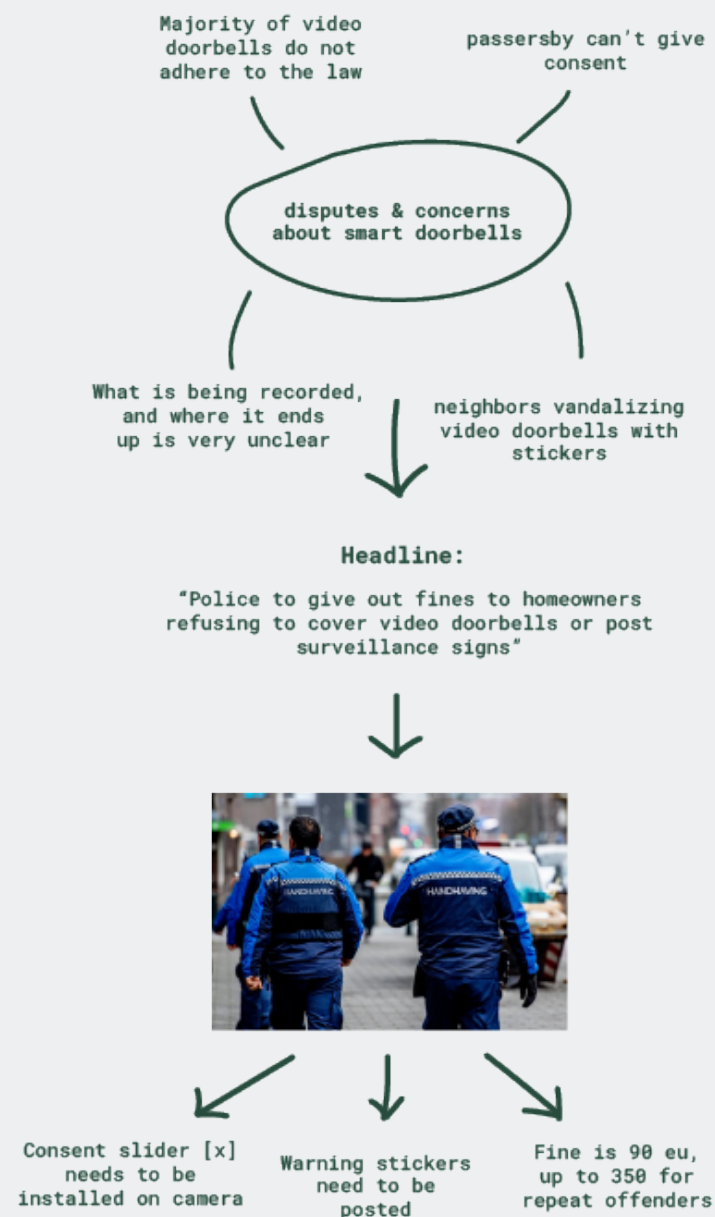 Majority of video
doorbells do not
adhere to the law
passersby can't give
consent
disputes & concerns
about smart doorbells
What is being recorded,
and where it ends
up is very unclear
neighbors vandalizing
video doorbells with
stickers
Headline:
"Police to give out fines to homeowners
refusing to cover video doorbells or post
surveillance signs"
HANDHAVING
HANDHAVING
Consent slider [x]
needs to be
installed on camera
Warning stickers
need to be
posted
Fine is 90 eu,
up to 350 for
repeat offenders